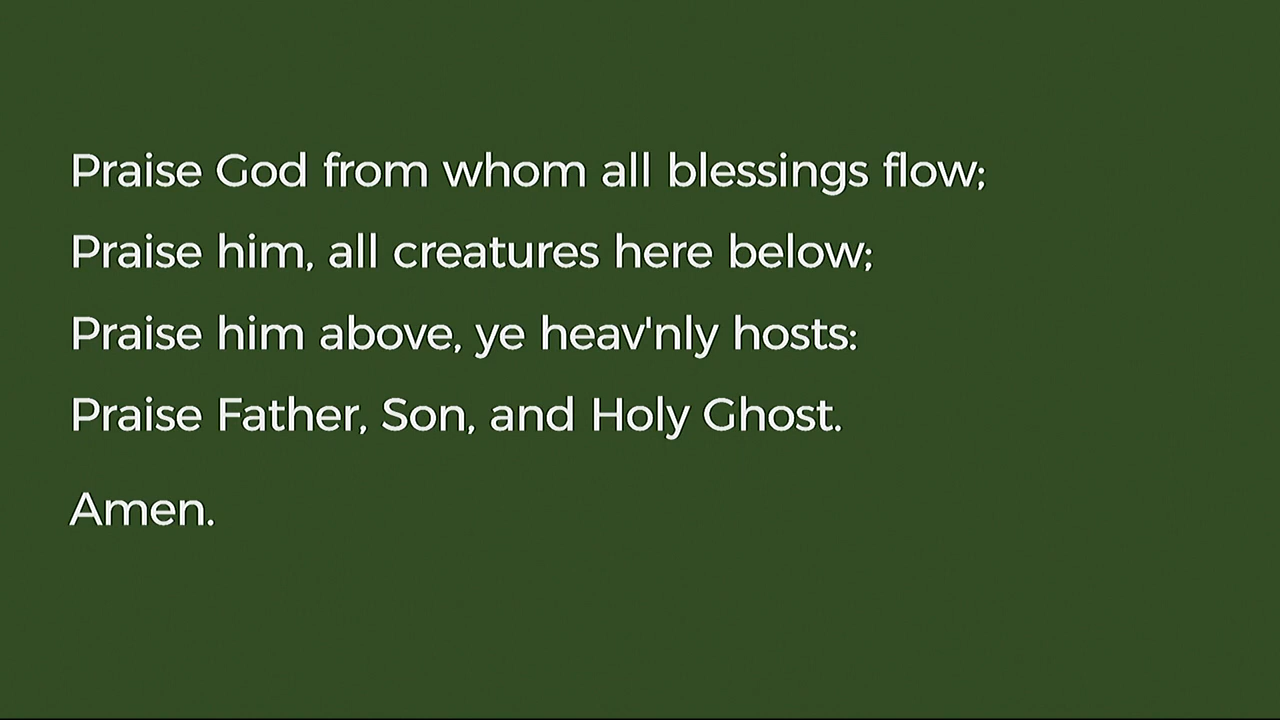 Praise God from whom all blessings flow;
Praise him, all creatures here below;
Praise him above, ye heav'nly hosts:
Praise Father, Son, and Holy Ghost.
Amen.